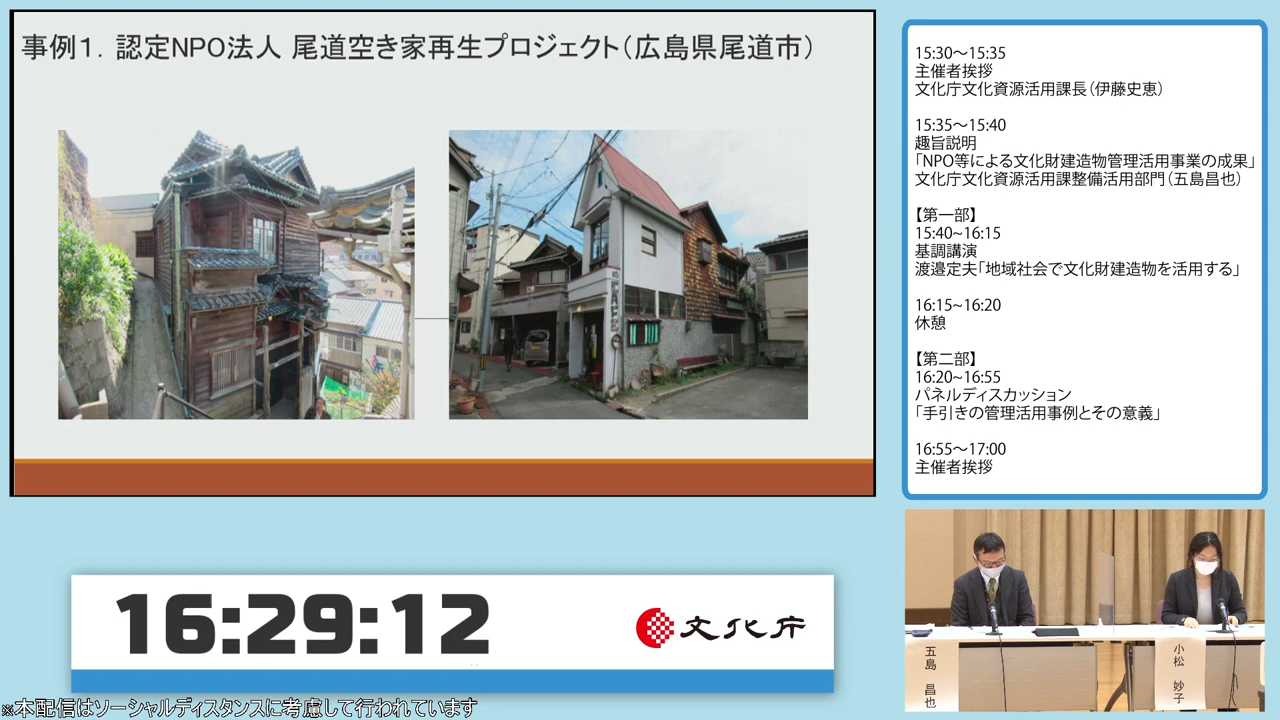 事例１．認定NPO法人 尾道空き家再生プロジェクト（広島県尾道市）
15:30～15:35
主催者挨拶
文化庁文化資源活用課長（伊藤史恵）
15:35～15:40
趣旨説明
「NPO等による文化財建造物管理活用事業の成果」
文化庁文化資源活用課整備活用部門（五島昌也）
【第一部】
15:40～16:15
基調講演
渡邉定夫「地域社会で文化財建造物を活用する」
16:15~16:20
休憩
【第二部】
16:20~16:55
パネルディスカッション
「手引きの管理活用事例とその意義」
16:55～17:00
主催者挨拶
16:29:12
文化庁
五島 昌也
小松 妙子
※本配信はソーシャルディスタンスに考慮して行われています